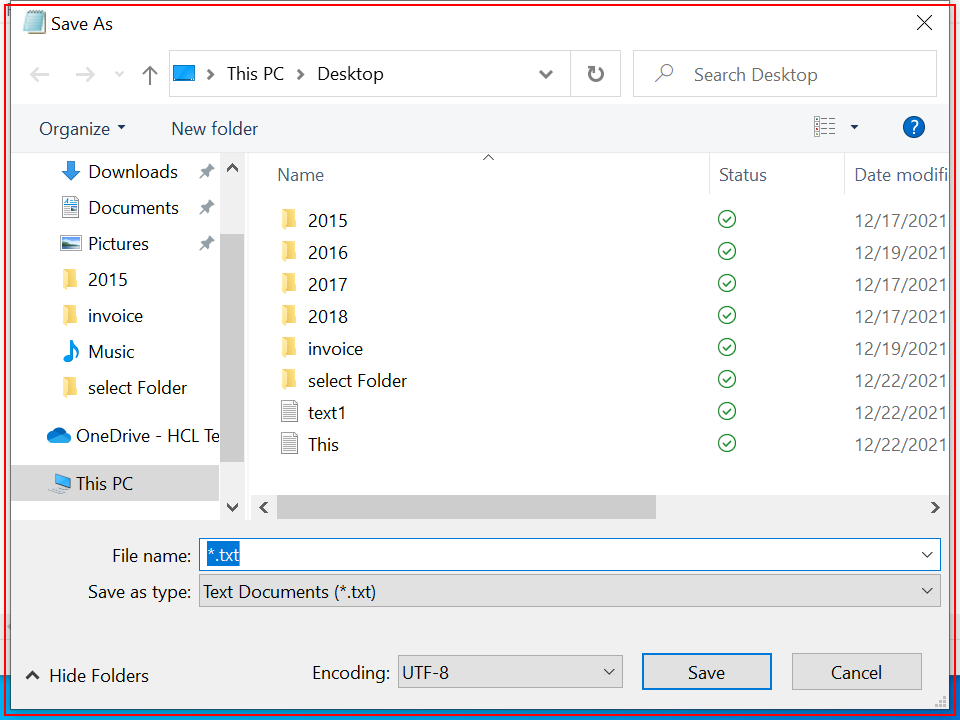 Save As
This PC > Desktop
Search Desktop
Organize
New folder
?
Name
Status
Date modifi
Downloads
Documents
Pictures
2015
invoice
Music
select Folder
OneDrive - HCL Te
This PC
2015 12/17/2021
2016 12/19/2021
2017 12/17/2021
2018 12/17/2021
invoice 12/19/2021
select Folder 12/22/2021
text1 12/22/2021
This 12/22/2021
File name: *.txt
Save as type: Text Documents (*.txt)
Hide Folders
Encoding: UTF-8
Save
Cancel